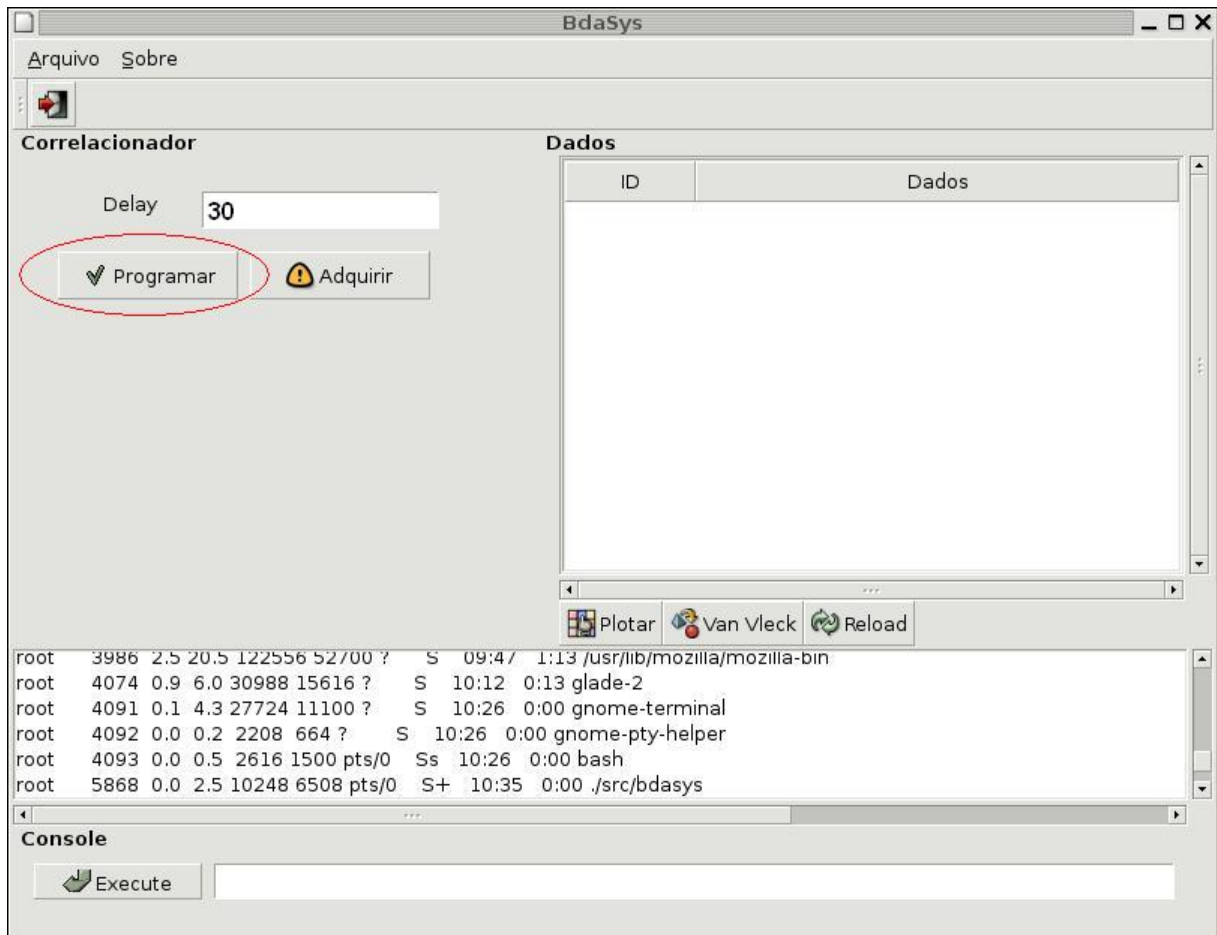 BdaSys
Arquivo Sobre
Correlacionador
Delay 30
Programar Adquirir
Dados
ID Dados
Plotar Van Vleck Reload
root 3986 2.5 20.5 122556 52700 ? S 09:47 1:13 /usr/lib/mozilla/mozilla-bin
root 4074 0.9 6.0 30988 15616 ? S 10:12 0:13 glade-2
root 4091 0.1 4.3 27724 11100 ? S 10:26 0:00 gnome-terminal
root 4092 0.0 0.2 2208 664 ? S 10:26 0:00 gnome-pty-helper
root 4093 0.0 0.5 2616 1500 pts/0 Ss 10:26 0:00 bash
root 5868 0.0 2.5 10248 6508 pts/0 S+ 10:35 0:00 ./src/bdasys
Console
Execute